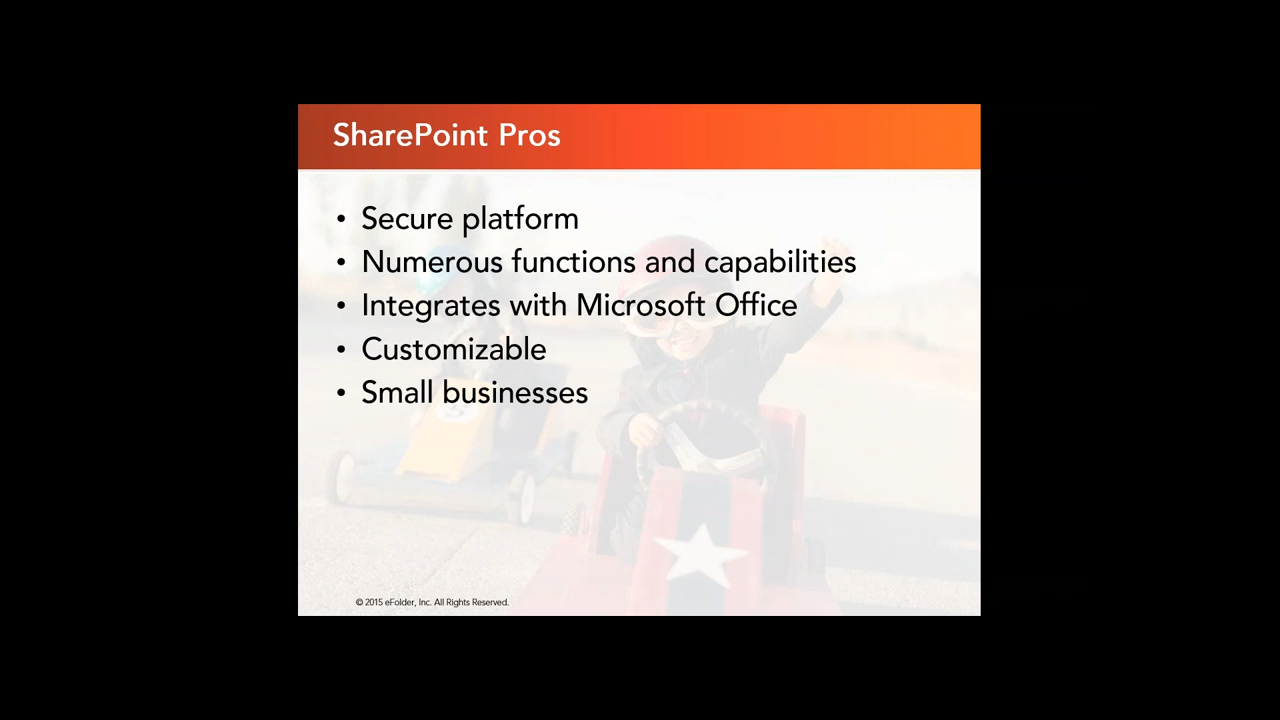 SharePoint Pros
• Secure platform
• Numerous functions and capabilities
• Integrates with Microsoft Office
• Customizable
• Small businesses
© 2015 eFolder, Inc. All Rights Reserved.